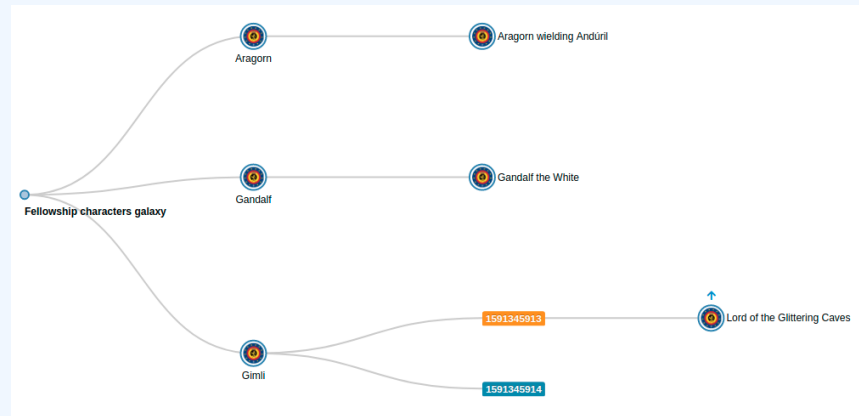 Aragorn
Aragorn wielding Andúril
Gandalf
Gandalf the White
Fellowship characters galaxy
Gimli
1591345913
Lord of the Glittering Caves
1591345914